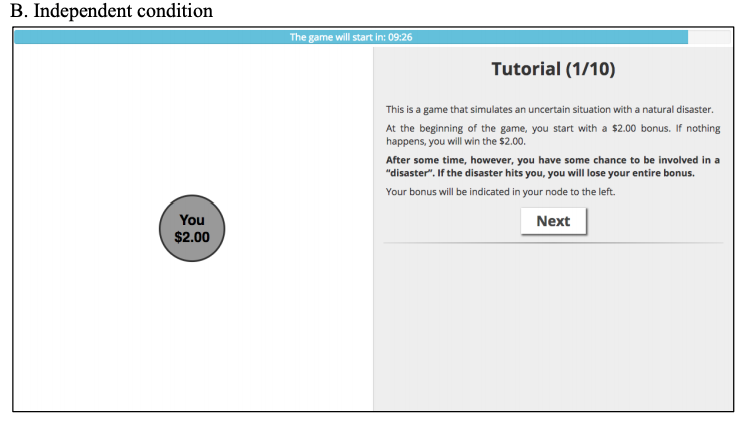 B. Independent condition
The game will start in: 09:26
You
$2.00
Tutorial (1/10)
This is a game that simulates an uncertain situation with a natural disaster.
At the beginning of the game, you start with a $2.00 bonus. If nothing
happens, you will win the $2.00.
After some time, however, you have some chance to be involved in a
"disaster". If the disaster hits you, you will lose your entire bonus.
Your bonus will be indicated in your node to the left.
Next